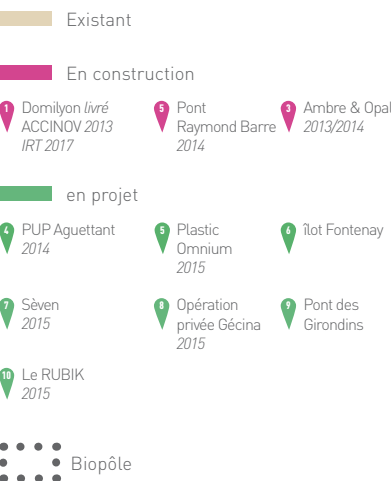 Existant
En construction
1 Domilyon livré
ACCINOV 2013
IRT 2017
5 Pont
Raymond Barre
2014
3 Ambre & Opal
2013/2014
en projet
4 PUP Aguettant
2014
5 Plastic
Omnium
2015
6 îlot Fontenay
7 Sèven
2015
8 Opération
privée Gécina
2015
9 Pont des
Girondins
10 Le RUBIK
2015
Biopôle